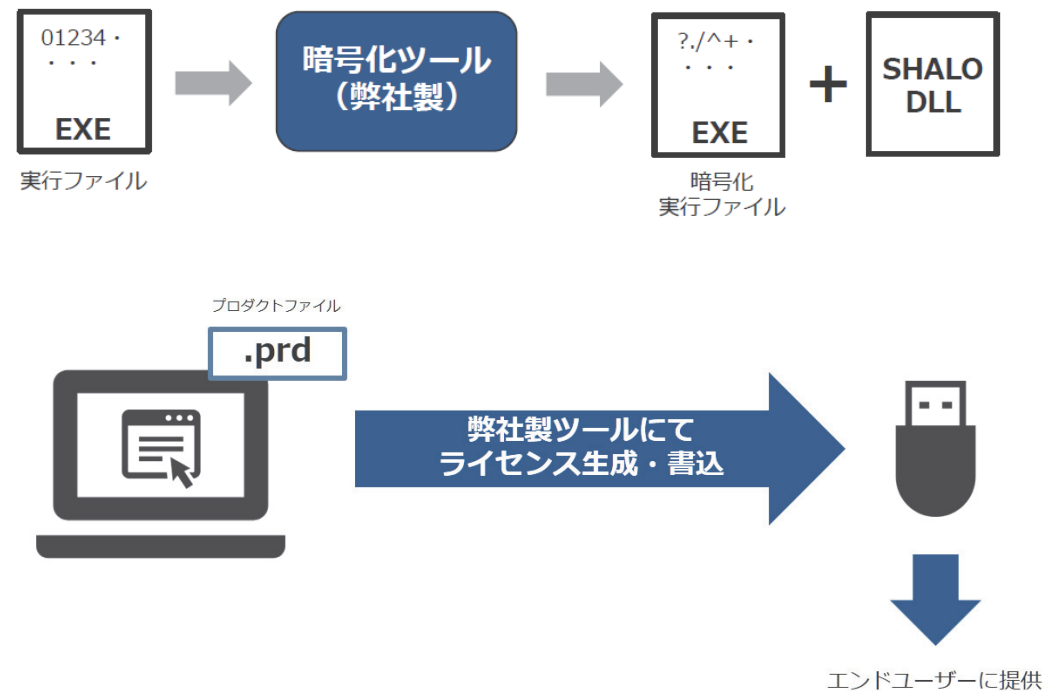 01234・
・・・
EXE
実行ファイル
暗号化ツール
（弊社製）
?./^+・
・・・
EXE
暗号化
実行ファイル
+
SHALO
DLL
プロダクトファイル
.prd
弊社製ツールにて
ライセンス生成・書込
エンドユーザーに提供